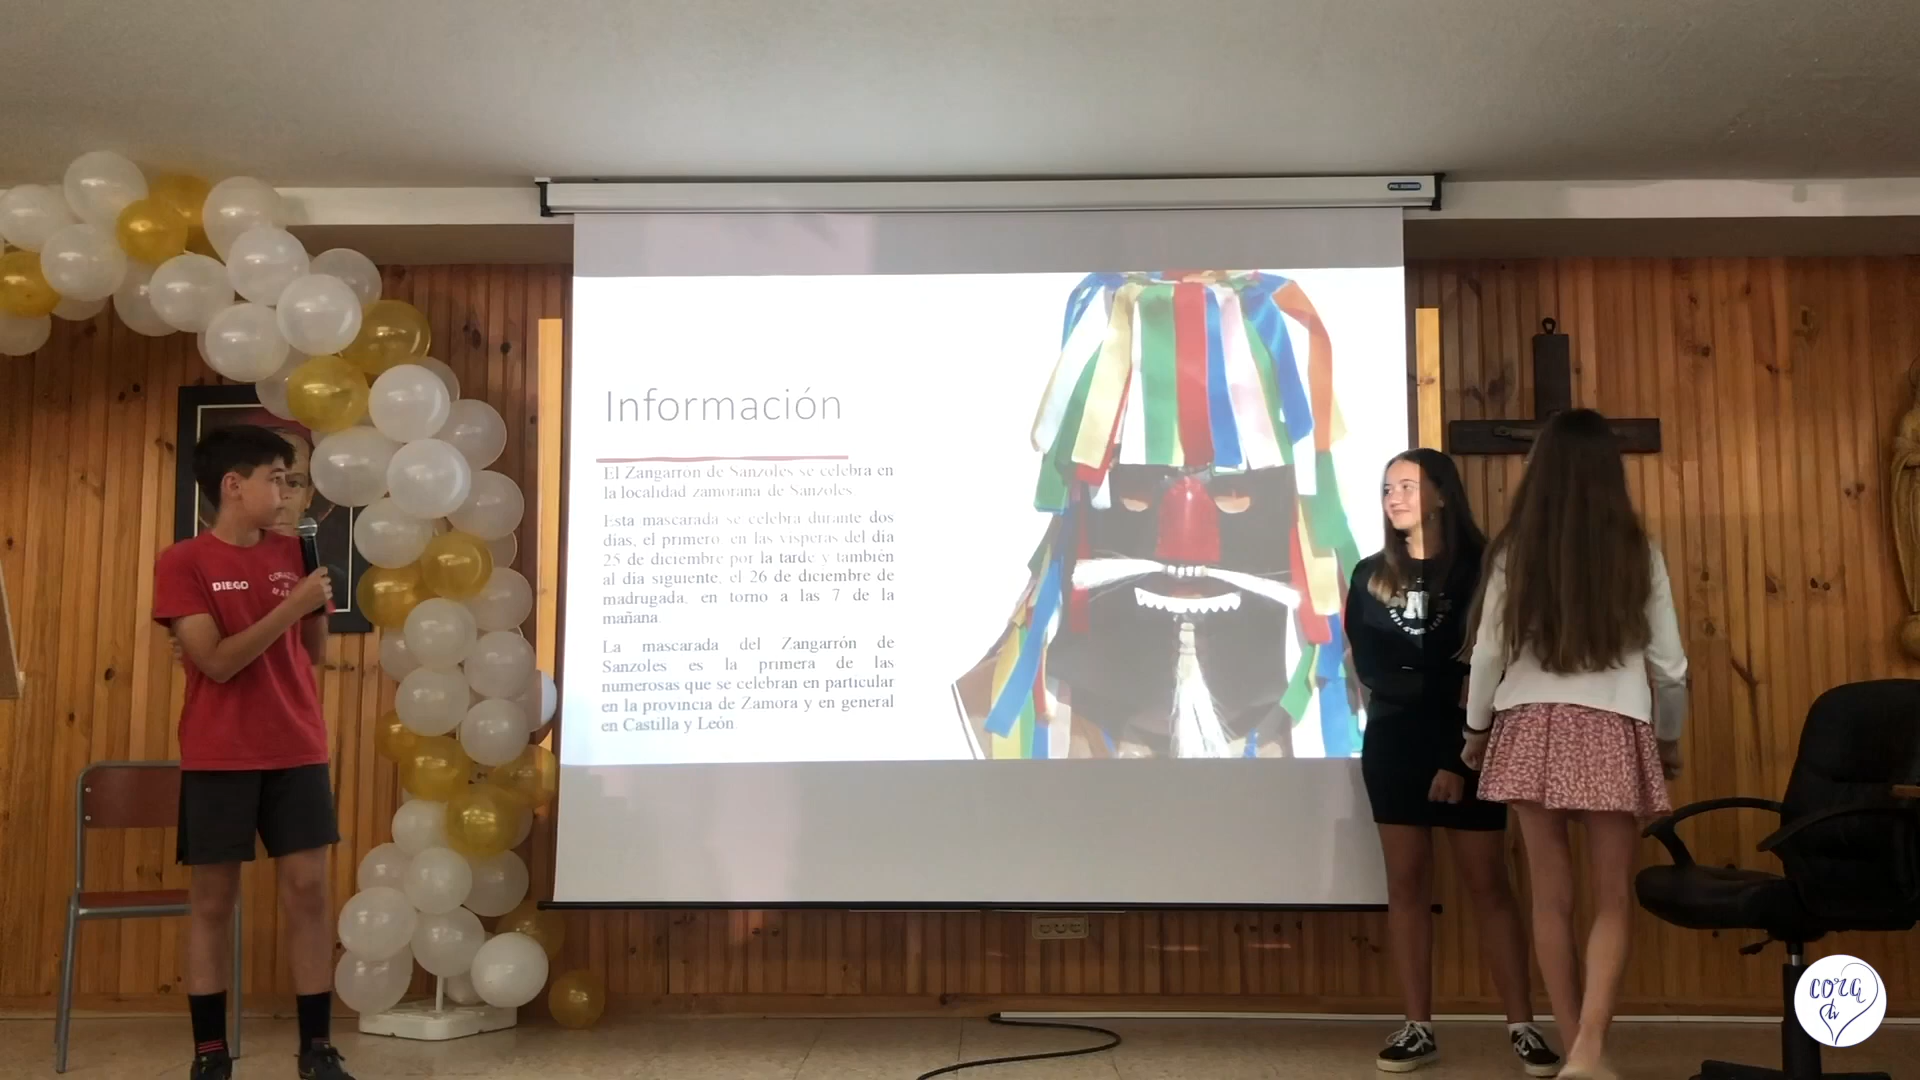 Información
El Zangarrón de Sanzoles se celebra en
la localidad zamorana de Sanzoles.
Esta mascarada se celebra durante dos
días, el primero en las vísperas del día
25 de diciembre por la tarde y también
al día siguiente, el 26 de diciembre de
madrugada, en torno a las 7 de la
mañana.
La mascarada del Zangarrón de
Sanzoles es la primera de las
numerosas que se celebran en particular
en la provincia de Zamora y en general
en Castilla y León.
DIEGO
CORAZÓN
DE
cora
tv